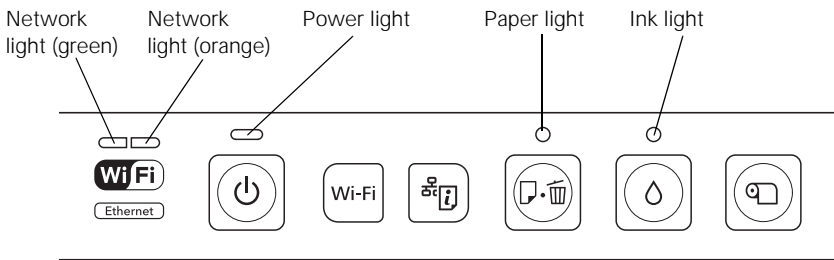 Network
light (green)
Network
light (orange)
Power light
Paper light
Ink light
Wi Fi
Ethernet
Wi-Fi
i